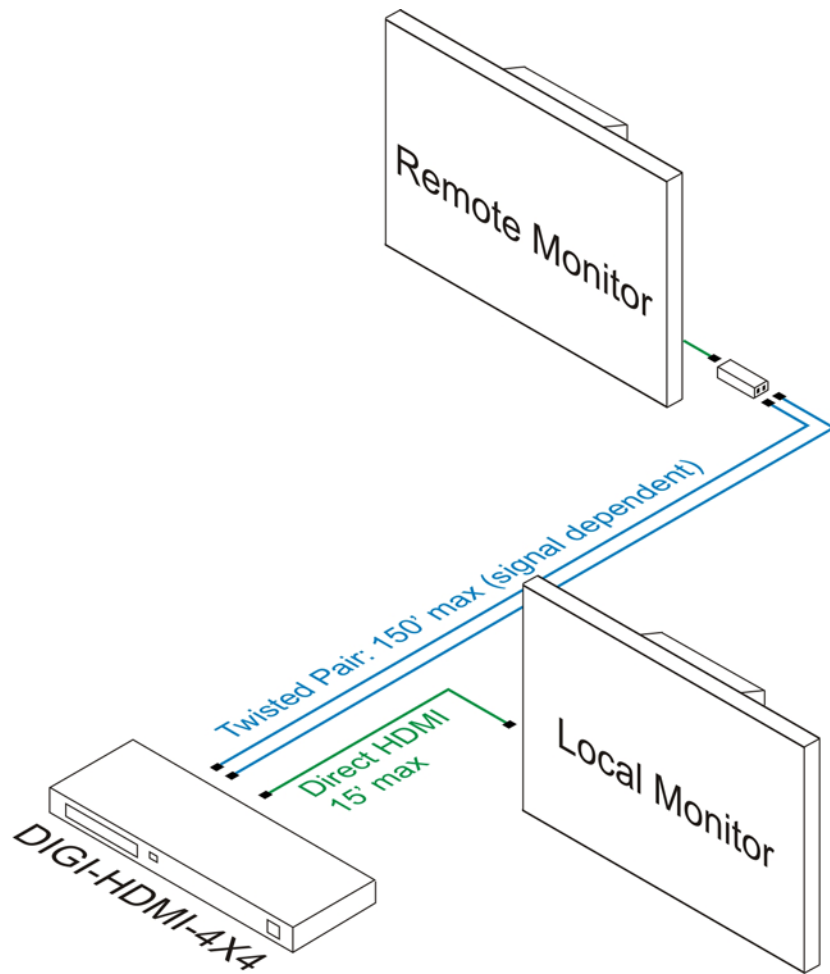 Remote Monitor
Twisted Pair: 150' max (signal dependent)
Direct HDMI
15' max
Local Monitor
DIGI-HDMI-4X4